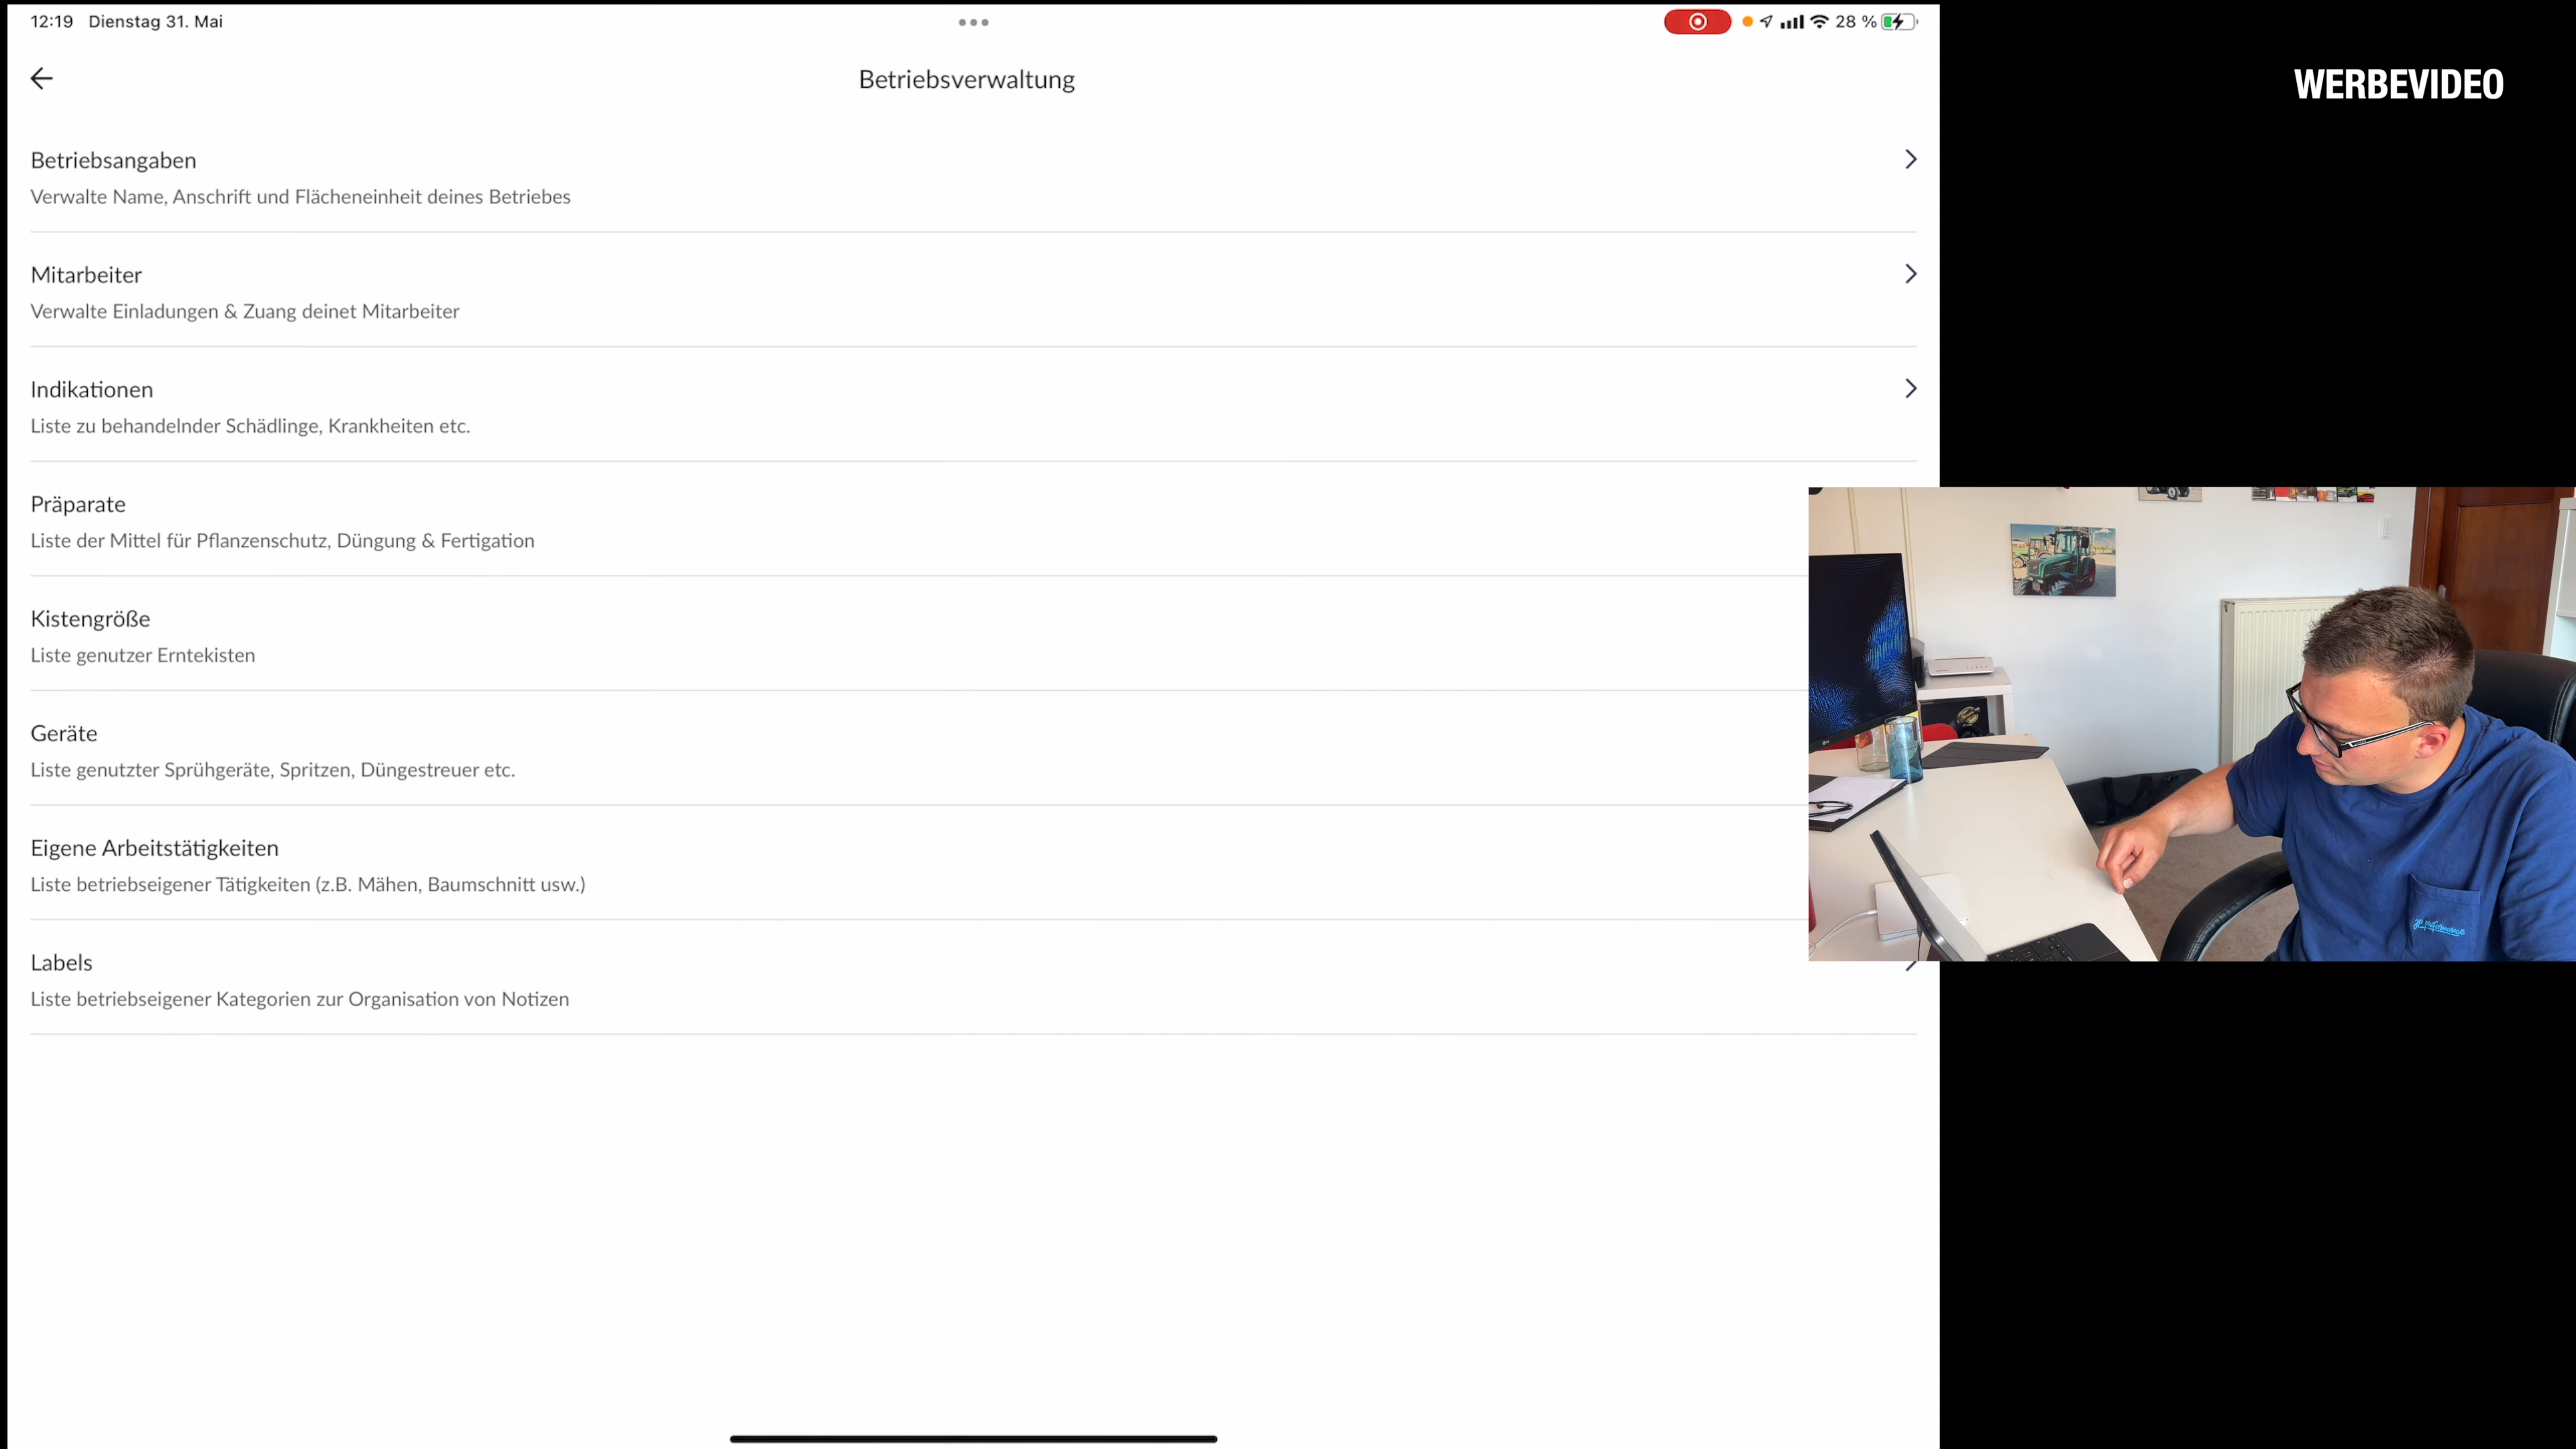 12:19 Dienstag 31. Mai
28 %
Betriebsverwaltung
WERBEVIDEO
Betriebsangaben
Verwalte Name, Anschrift und Flächeneinheit deines Betriebes
Mitarbeiter
Verwalte Einladungen & Zuang deinet Mitarbeiter
Indikationen
Liste zu behandelnder Schädlinge, Krankheiten etc.
Präparate
Liste der Mittel für Pflanzenschutz, Düngung & Fertigation
Kistengröße
Liste genutzer Erntekisten
Geräte
Liste genutzter Sprühgeräte, Spritzen, Düngestreuer etc.
Eigene Arbeitstätigkeiten
Liste betriebseigener Tätigkeiten (z.B. Mähen, Baumschnitt usw.)
Labels
Liste betriebseigener Kategorien zur Organisation von Notizen